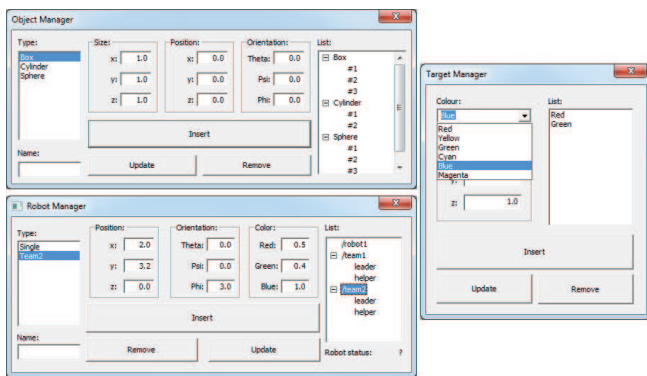 Object Manager
Type:
Box
Cylinder
Sphere
Name:
Size:
x: 1.0
y: 1.0
z: 1.0
Position:
x: 0.0
y: 0.0
z: 0.0
Orientation:
Theta: 0.0
Psi: 0.0
Phi: 0.0
Insert
Update
Remove
List:
Box
#1
#2
#3
Cylinder
#1
#2
Sphere
#1
#2
#3
Robot Manager
Type:
Single
Team2
Name:
Position:
x: 2.0
y: 3.2
z: 0.0
Orientation:
Theta: 0.0
Psi: 0.0
Phi: 3.0
Color:
Red: 0.5
Green: 0.4
Blue: 1.0
Insert
Remove
Update
List:
/robot1
/team1
leader
helper
/team2
leader
helper
Robot status: ?
Target Manager
Colour:
Blue
Red
Yellow
Green
Cyan
Blue
Magenta
z: 1.0
List:
Red
Green
Insert
Update
Remove